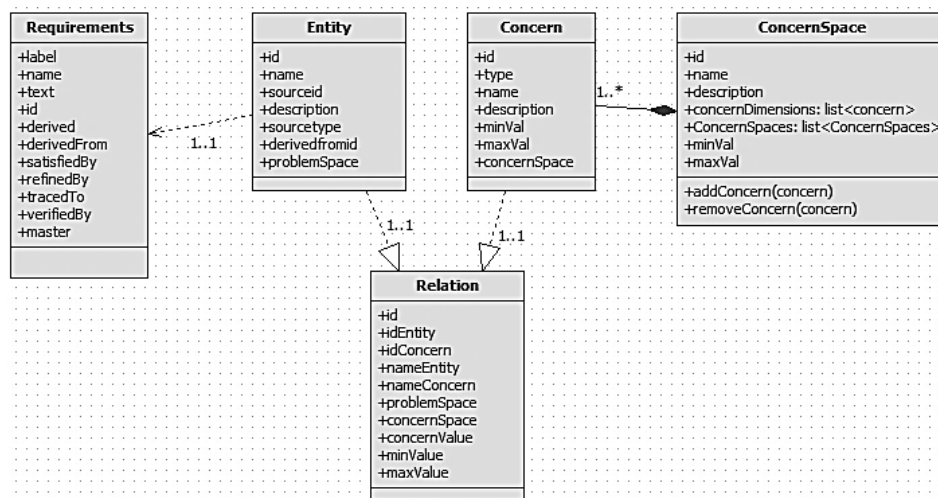 Requirements
+label
+name
+text
+id
+derived
+derivedFrom
+satisfiedBy
+refinedBy
+tracedTo
+verifiedBy
+master
1..1
Entity
+id
+name
+sourceid
+description
+sourcetype
+derivedfromid
+problemSpace
1..1
Concern
+id
+type
+name
+description
+minVal
+maxVal
+concernSpace
1..*
1..1
ConcernSpace
+id
+name
+description
+concernDimensions: list<concern>
+ConcernSpaces: list<ConcernSpaces>
+minVal
+maxVal
+addConcern(concern)
+removeConcern(concern)
Relation
+id
+idEntity
+idConcern
+nameEntity
+nameConcern
+problemSpace
+concernSpace
+concernValue
+minValue
+maxValue